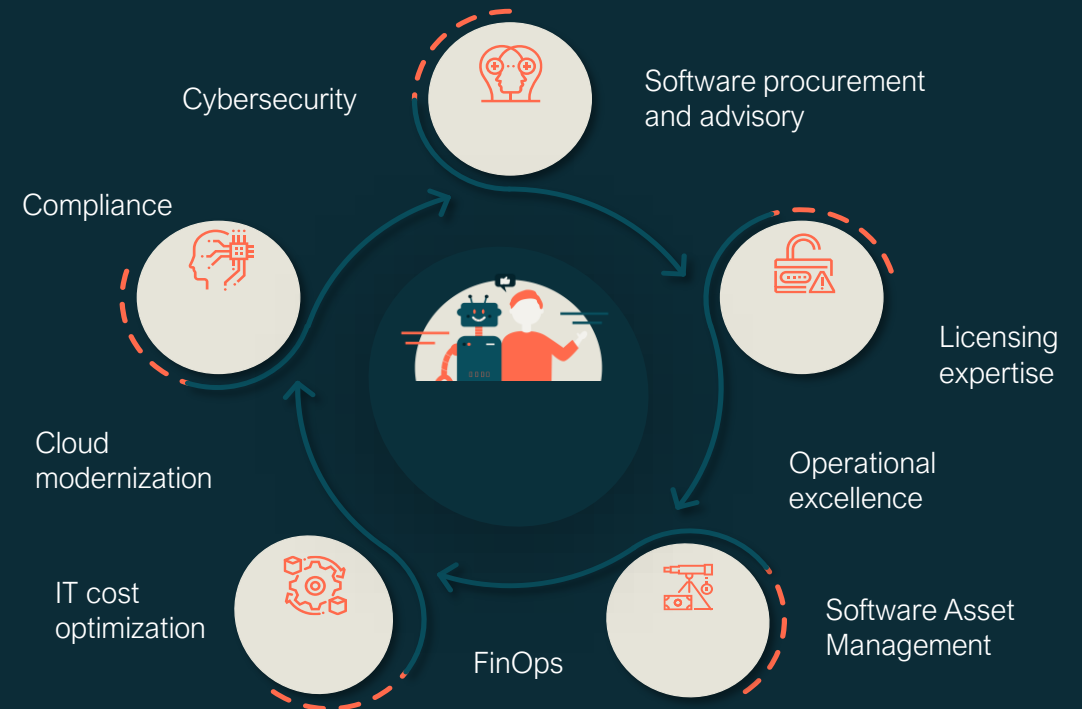 Cybersecurity
Software procurement
and advisory
Compliance
Licensing
expertise
Cloud
modernization
Operational
excellence
IT cost
optimization
Software Asset
Management
FinOps